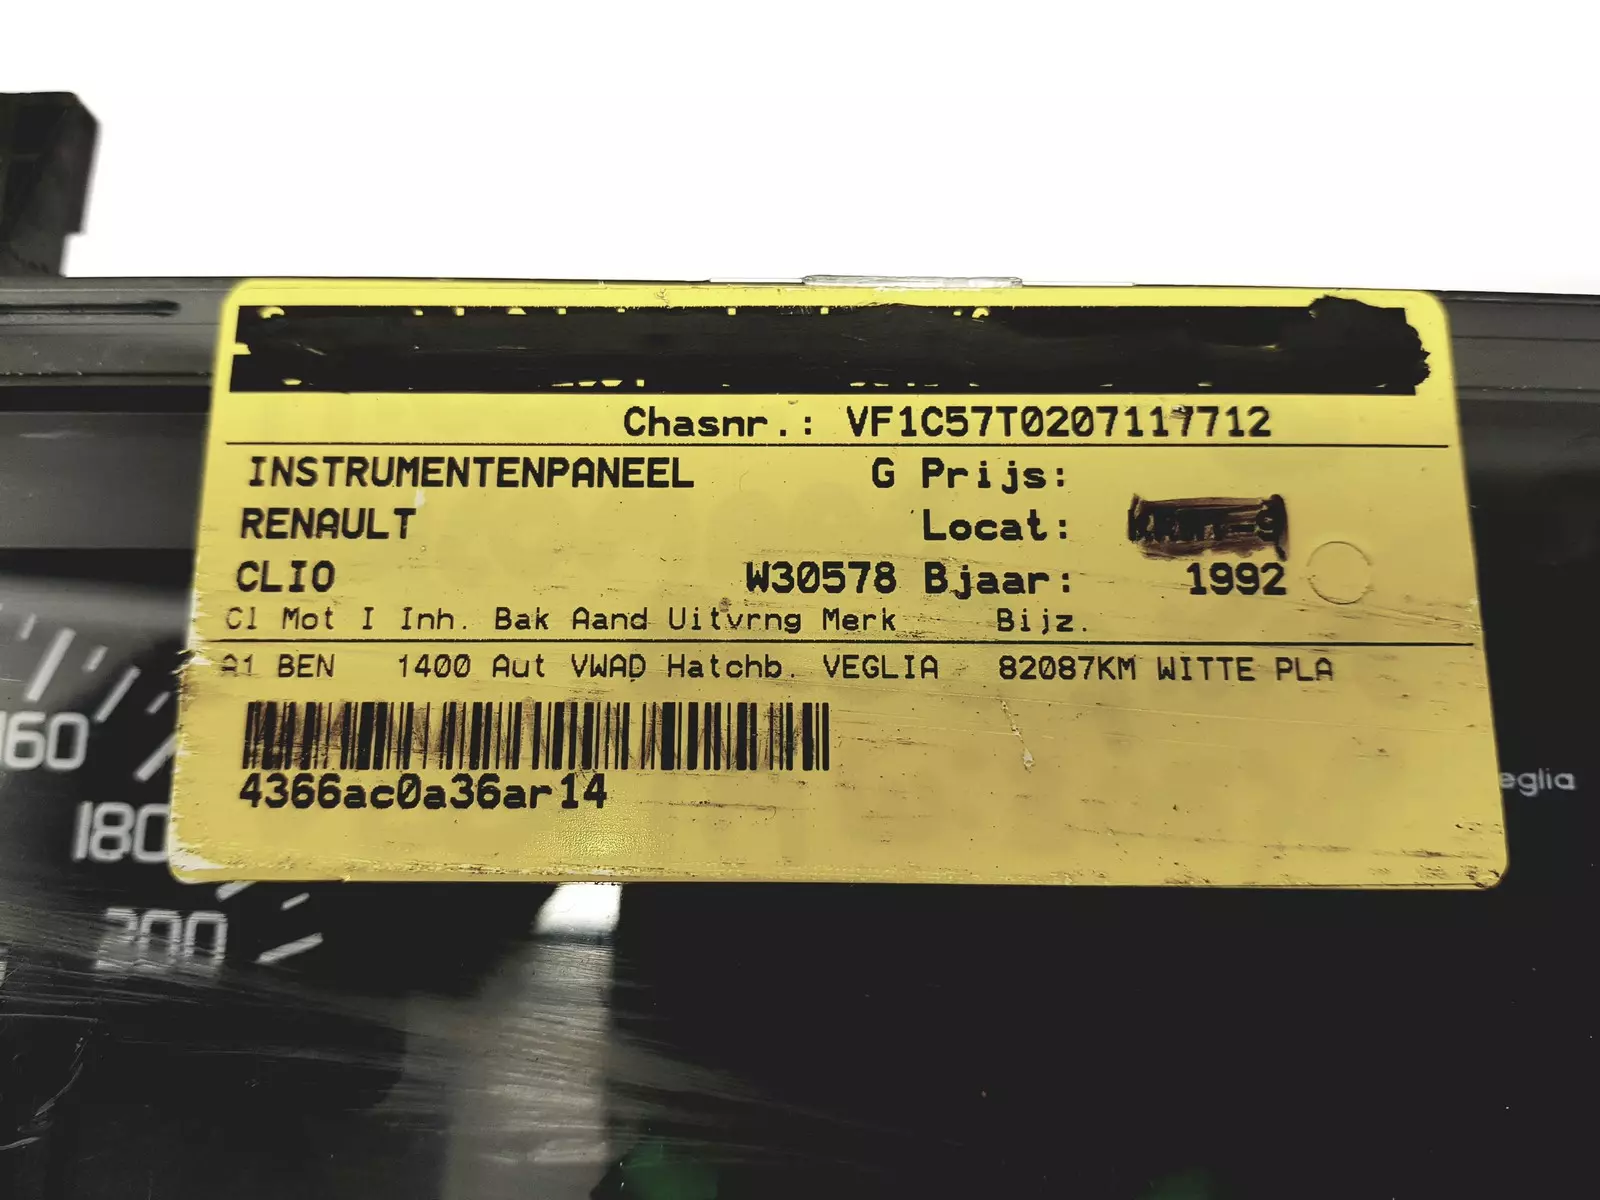 Chasnr.: VF1C57T0207117712
INSTRUMENTENPANEEL G Prijs:
RENAULT Locat:
CLIO W30578 Bjaar: 1992
Cl Mot I Inh. Bak Aand Uitvrng Merk Bijz.
A1 BEN 1400 Aut VWAD Hatchb. VEGLIA 82087KM WITTE PLA
4366ac0a36ar14
160
180
200
eglia